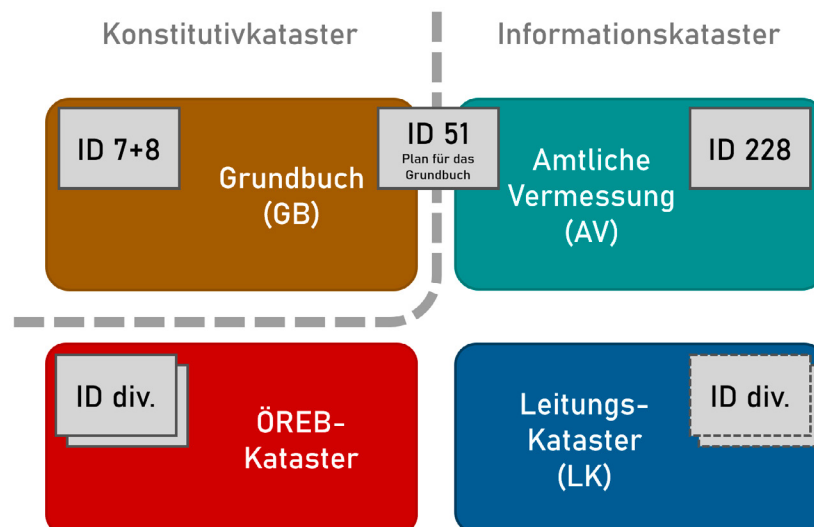 Konstitutivkataster
Informationskataster
ID 7+8
Grundbuch
(GB)
ID 51
Plan für das
Grundbuch
Amtliche
Vermessung
(AV)
ID 228
ID div.
ÖREB-
Kataster
Leitungs-
Kataster
(LK)
ID div.